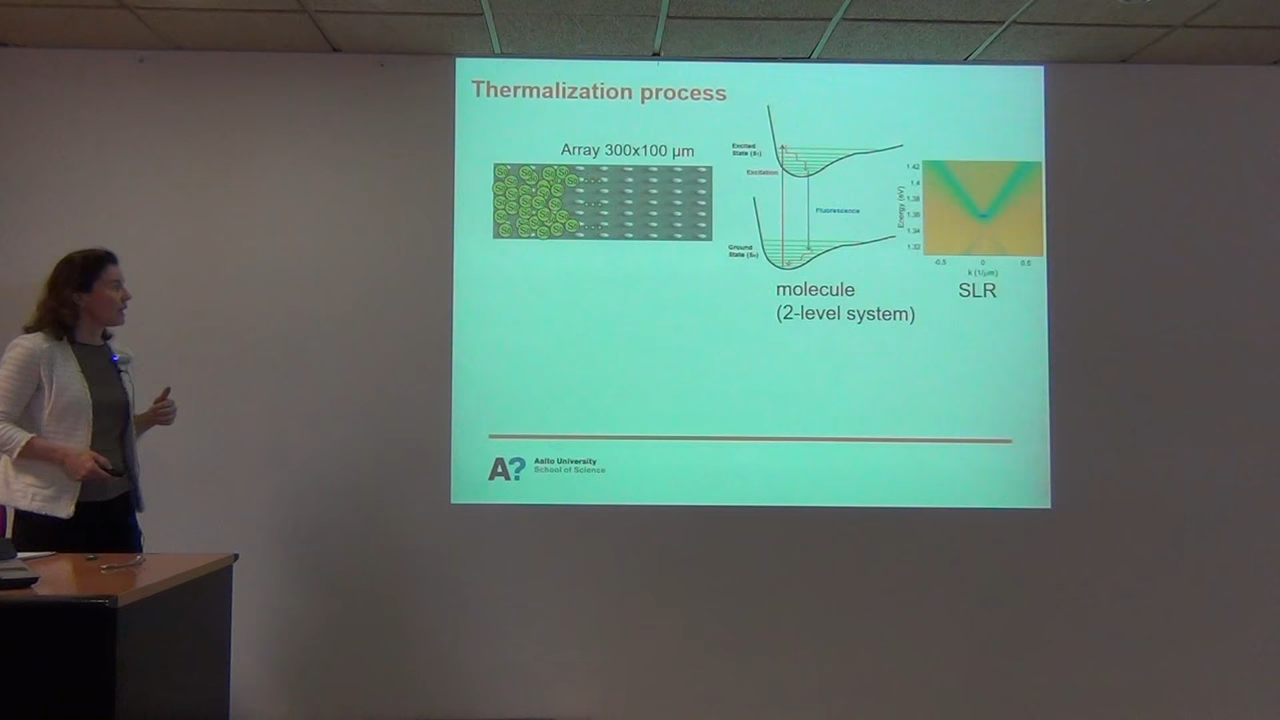 Thermalization process
Array 300x100 µm
Excited
State (S₁)
Excitation
Fluorescence
Ground
State (S₀)
molecule
(2-level system)
Energy (eV)
1.42
1.4
1.38
1.36
1.34
1.32
-0.5
0
0.5
k (1/µm)
SLR
A?
Aalto University
School of Science